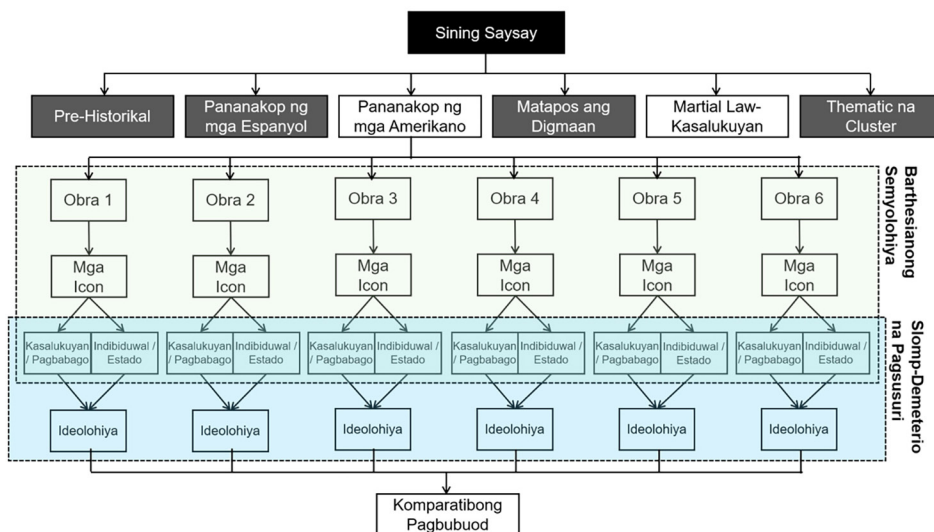 Sining Saysay
Pre-Historikal
Pananakop ng
mga Espanyol
Pananakop ng
mga Amerikano
Matapos ang
Digmaan
Martial Law-
Kasalukuyan
Thematic na
Cluster
Obra 1
Obra 2
Obra 3
Obra 4
Obra 5
Obra 6
Barthesianong
Semyolohiya
Mga
Icon
Mga
Icon
Mga
Icon
Mga
Icon
Mga
Icon
Mga
Icon
Kasalukuyan
/ Pagbabago
Indibiduwal /
Estado
Kasalukuyan
/ Pagbabago
Indibiduwal /
Estado
Kasalukuyan
/ Pagbabago
Indibiduwal /
Estado
Kasalukuyan
/ Pagbabago
Indibiduwal /
Estado
Kasalukuyan
/ Pagbabago
Indibiduwal /
Estado
Kasalukuyan
/ Pagbabago
Indibiduwal /
Estado
Slomp-Demeterio
na Pagsusuri
Ideolohiya
Ideolohiya
Ideolohiya
Ideolohiya
Ideolohiya
Ideolohiya
Komparatibong
Pagbubuod